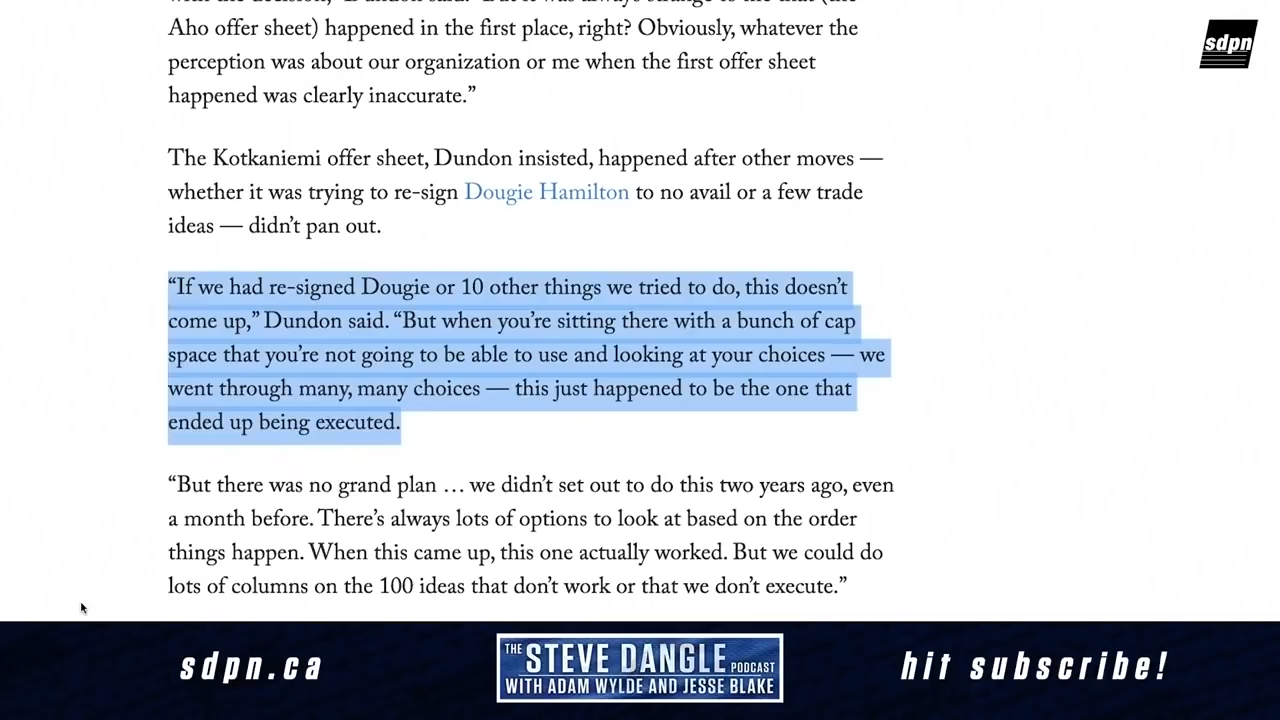 Aho offer sheet) happened in the first place, right? Obviously, whatever the
perception was about our organization or me when the first offer sheet
happened was clearly inaccurate.”
The Kotkaniemi offer sheet, Dundon insisted, happened after other moves —
whether it was trying to re-sign Dougie Hamilton to no avail or a few trade
ideas — didn’t pan out.
“If we had re-signed Dougie or 10 other things we tried to do, this doesn’t
come up,” Dundon said. “But when you’re sitting there with a bunch of cap
space that you’re not going to be able to use and looking at your choices — we
went through many, many choices — this just happened to be the one that
ended up being executed.
“But there was no grand plan … we didn’t set out to do this two years ago, even
a month before. There’s always lots of options to look at based on the order
things happen. When this came up, this one actually worked. But we could do
lots of columns on the 100 ideas that don’t work or that we don’t execute.”
sdpn
sdpn.ca
THE STEVE DANGLE PODCAST
WITH ADAM WYLDE AND JESSE BLAKE
hit subscribe!